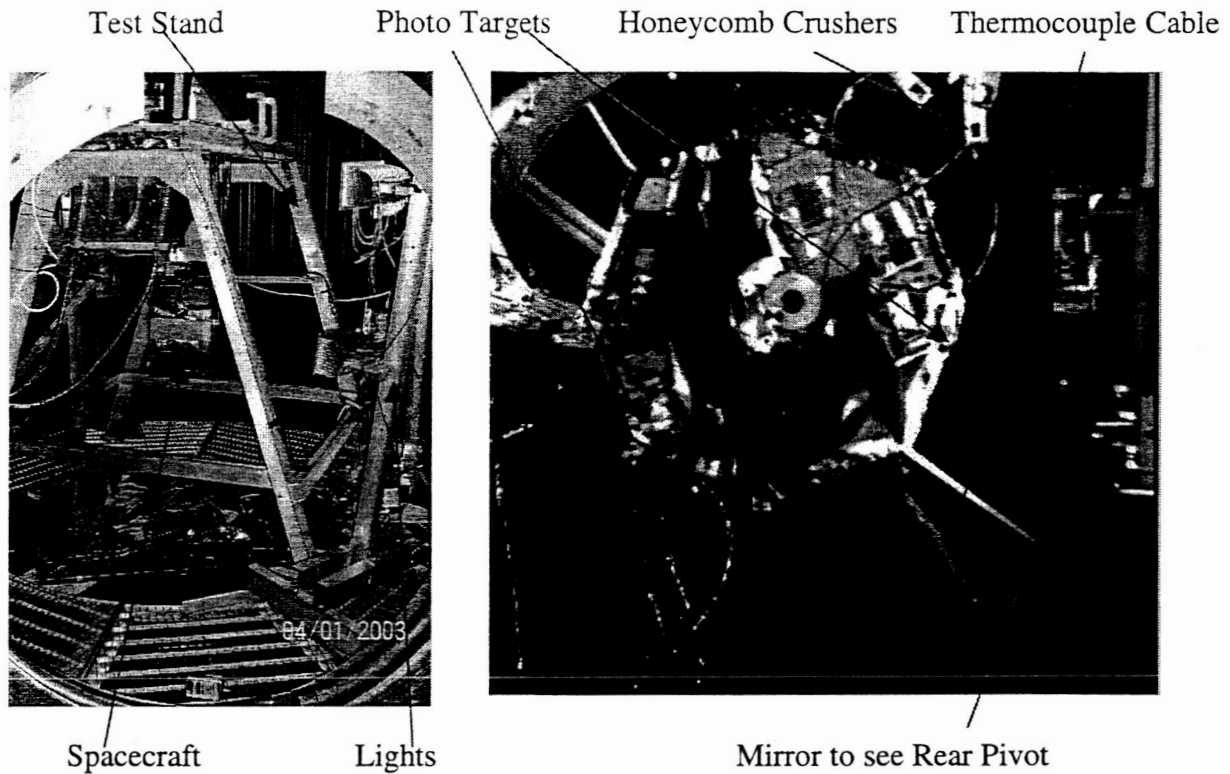 Test Stand
Photo Targets
Honeycomb Crushers
Thermocouple Cable
04/01/2003
Spacecraft
Lights
Mirror to see Rear Pivot